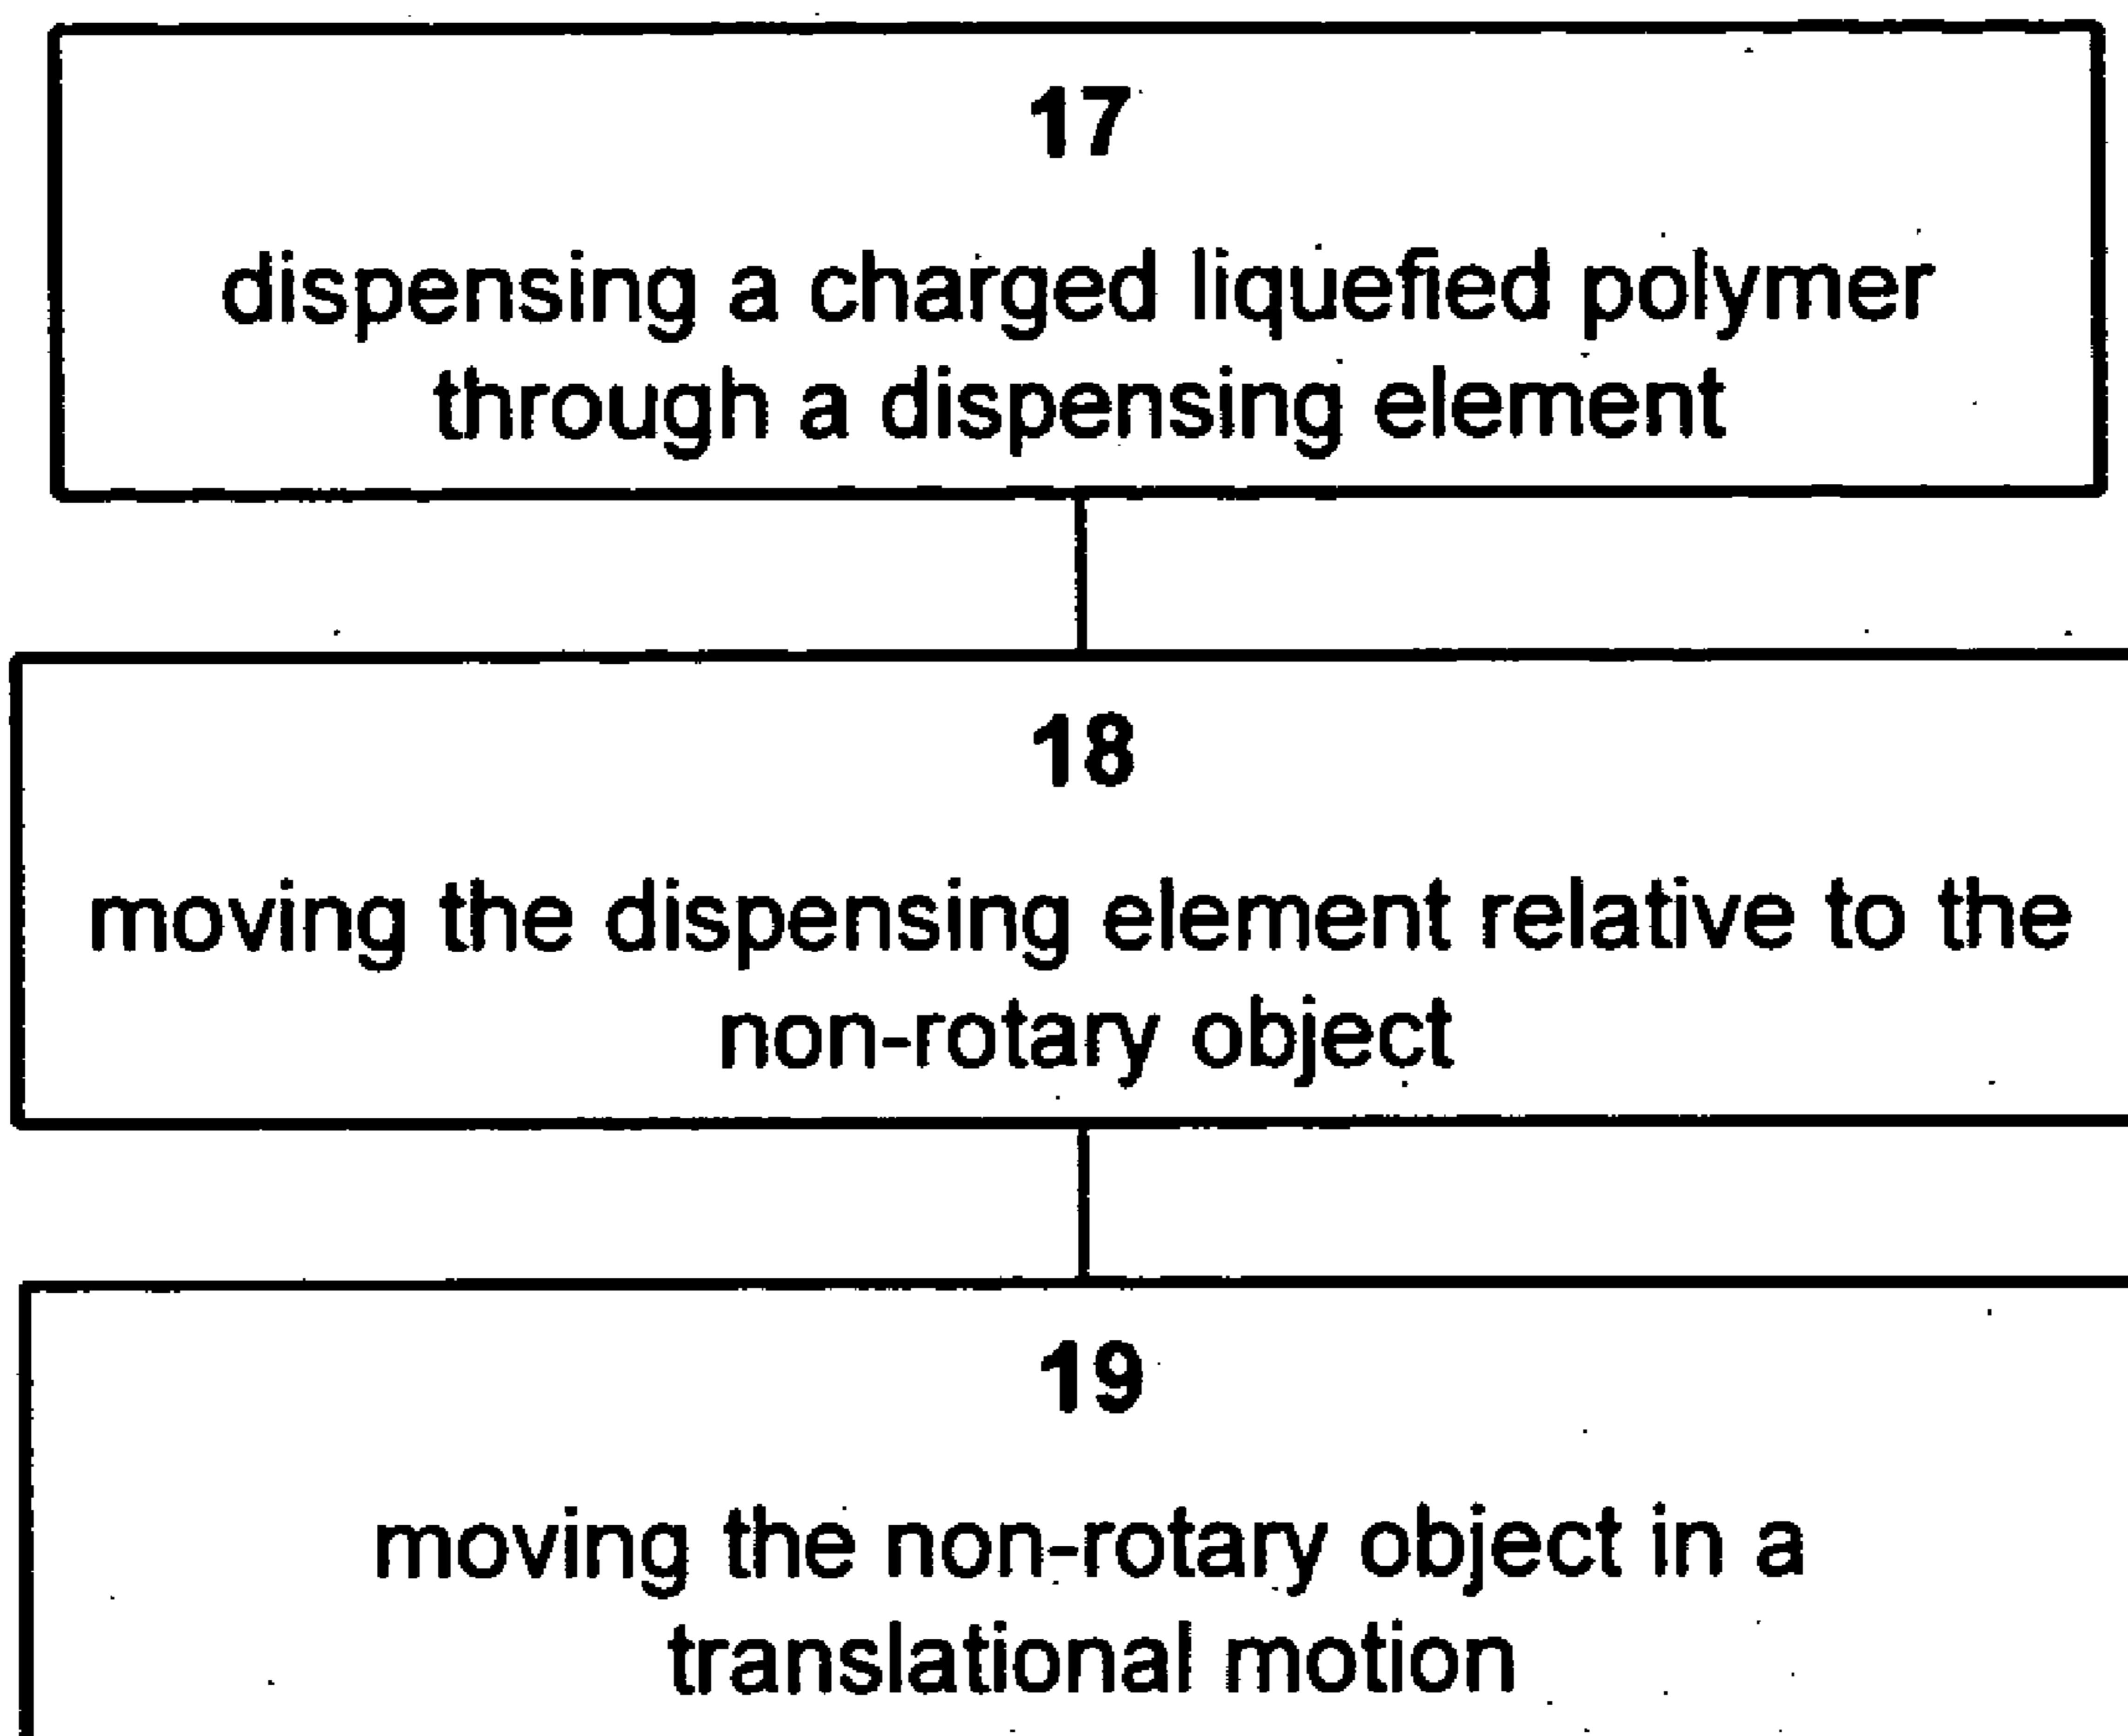 17
dispensing a charged liquefied polymer
through a dispensing element
18
moving the dispensing element relative to the
non-rotary object
19
moving the non-rotary object in a
translational motion